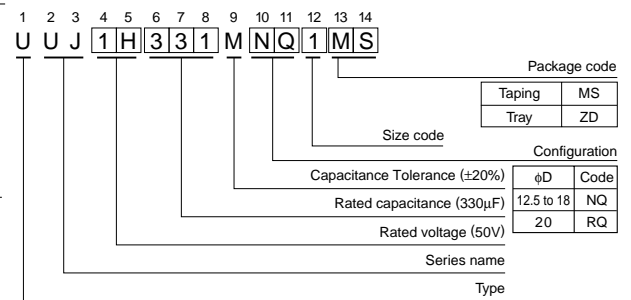 1 2 3 4 5 6 7 8 9 10 11 12 13 14
U U J 1 H 3 3 1 M N Q 1 M S
Package code
Taping MS
Tray ZD
Size code
Configuration
Capacitance Tolerance (±20%)
ϕD Code
12.5 to 18 NQ
20 RQ
Rated capacitance (330µF)
Rated voltage (50V)
Series name
Type